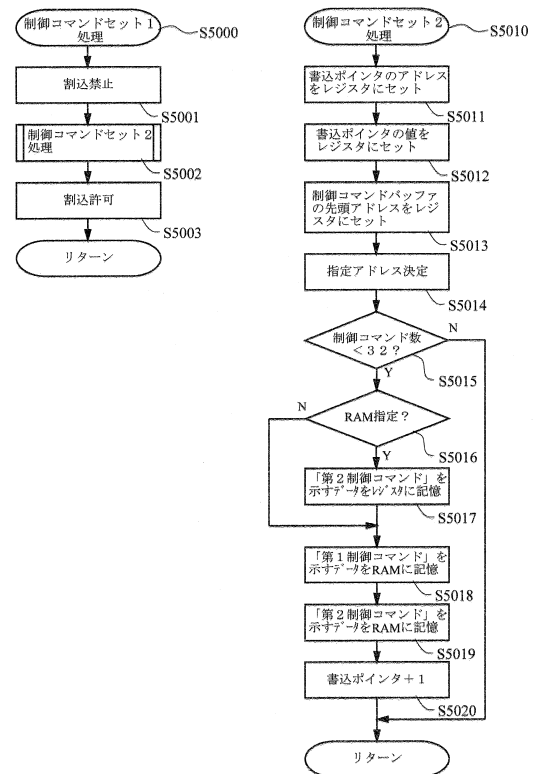 制御コマンドセット1
処理
S5000
割込禁止
S5001
制御コマンドセット2
処理
S5002
割込許可
S5003
リターン
制御コマンドセット2
処理
S5010
書込ポインタのアドレス
をレジスタにセット
S5011
書込ポインタの値を
レジスタにセット
S5012
制御コマンドバッファ
の先頭アドレスをレジ
スタにセット
S5013
指定アドレス決定
S5014
制御コマンド数
<32?
N
Y
S5015
RAM指定?
N
Y
S5016
「第2制御コマンド」を
示すデータをレジスタに記憶
S5017
「第1制御コマンド」を
示すデータをRAMに記憶
S5018
「第2制御コマンド」を
示すデータをRAMに記憶
S5019
書込ポインタ+1
S5020
リターン